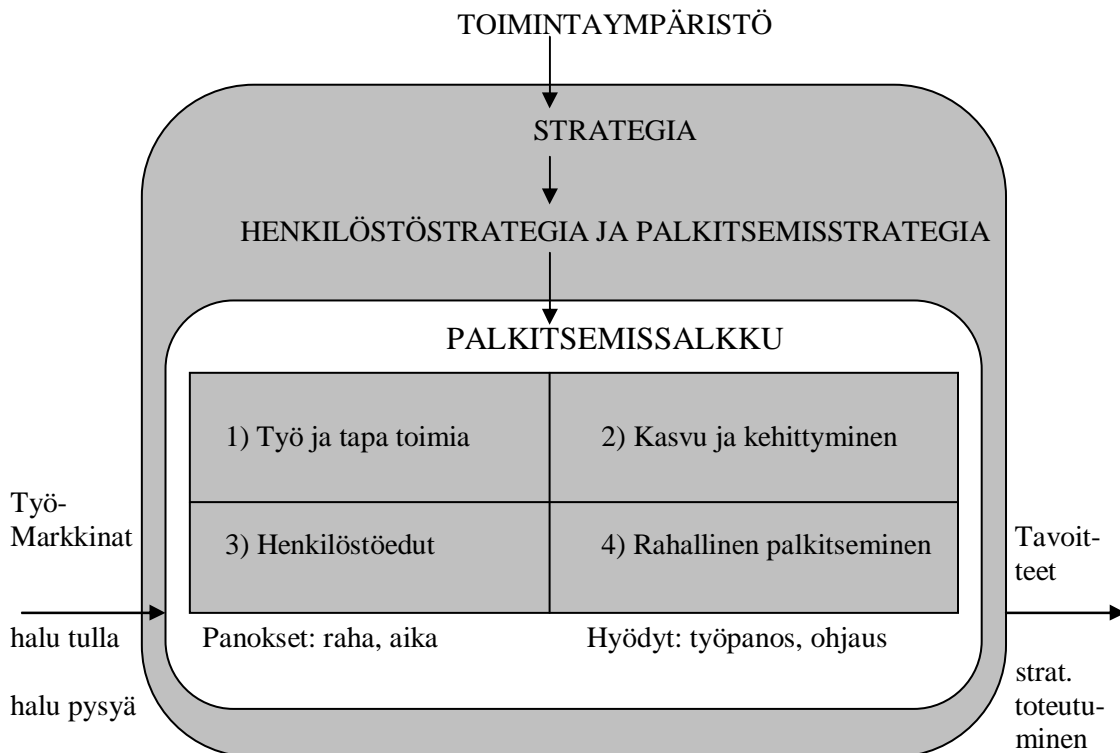 TOIMINTAYMPÄRISTÖ
STRATEGIA
HENKILÖSTÖSTRATEGIA JA PALKITSEMISSTRATEGIA
PALKITSEMISSALKKU
1) Työ ja tapa toimia
2) Kasvu ja kehittyminen
3) Henkilöstöedut
4) Rahallinen palkitseminen
Panokset: raha, aika
Hyödyt: työpanos, ohjaus
Työ-
Markkinat
halu tulla
halu pysyä
Tavoit-
teet
strat.
toteutu-
minen